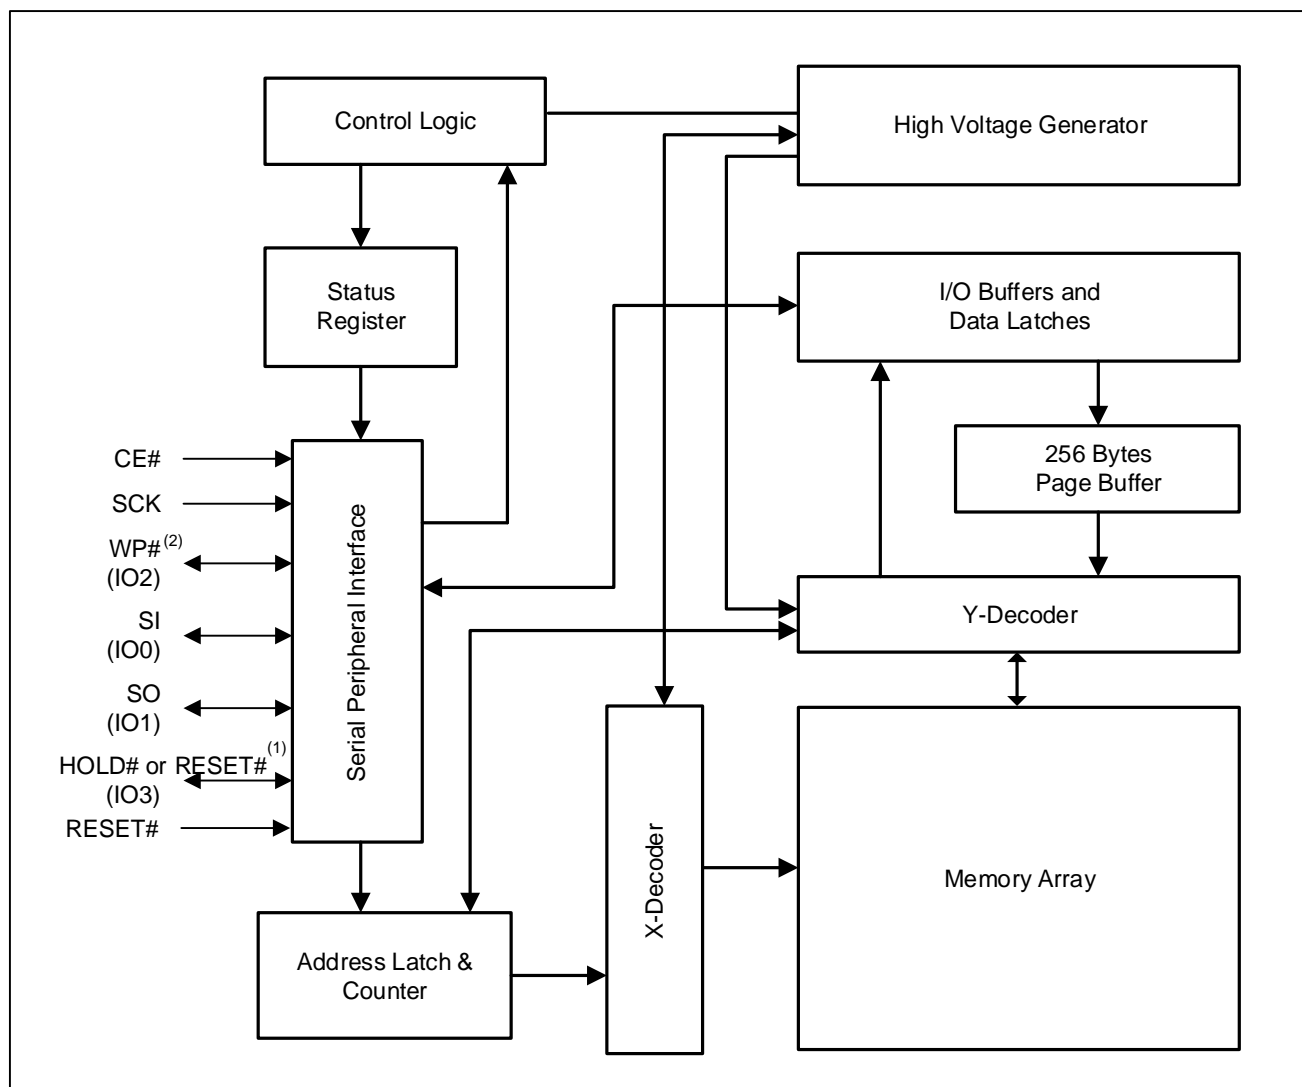 Control Logic
High Voltage Generator
Status
Register
I/O Buffers and
Data Latches
256 Bytes
Page Buffer
CE#
SCK
WP# (2)
(IO2)
SI
(IO0)
SO
(IO1)
HOLD# or RESET# (1)
(IO3)
RESET#
Serial Peripheral Interface
Y-Decoder
X-Decoder
Memory Array
Address Latch &
Counter